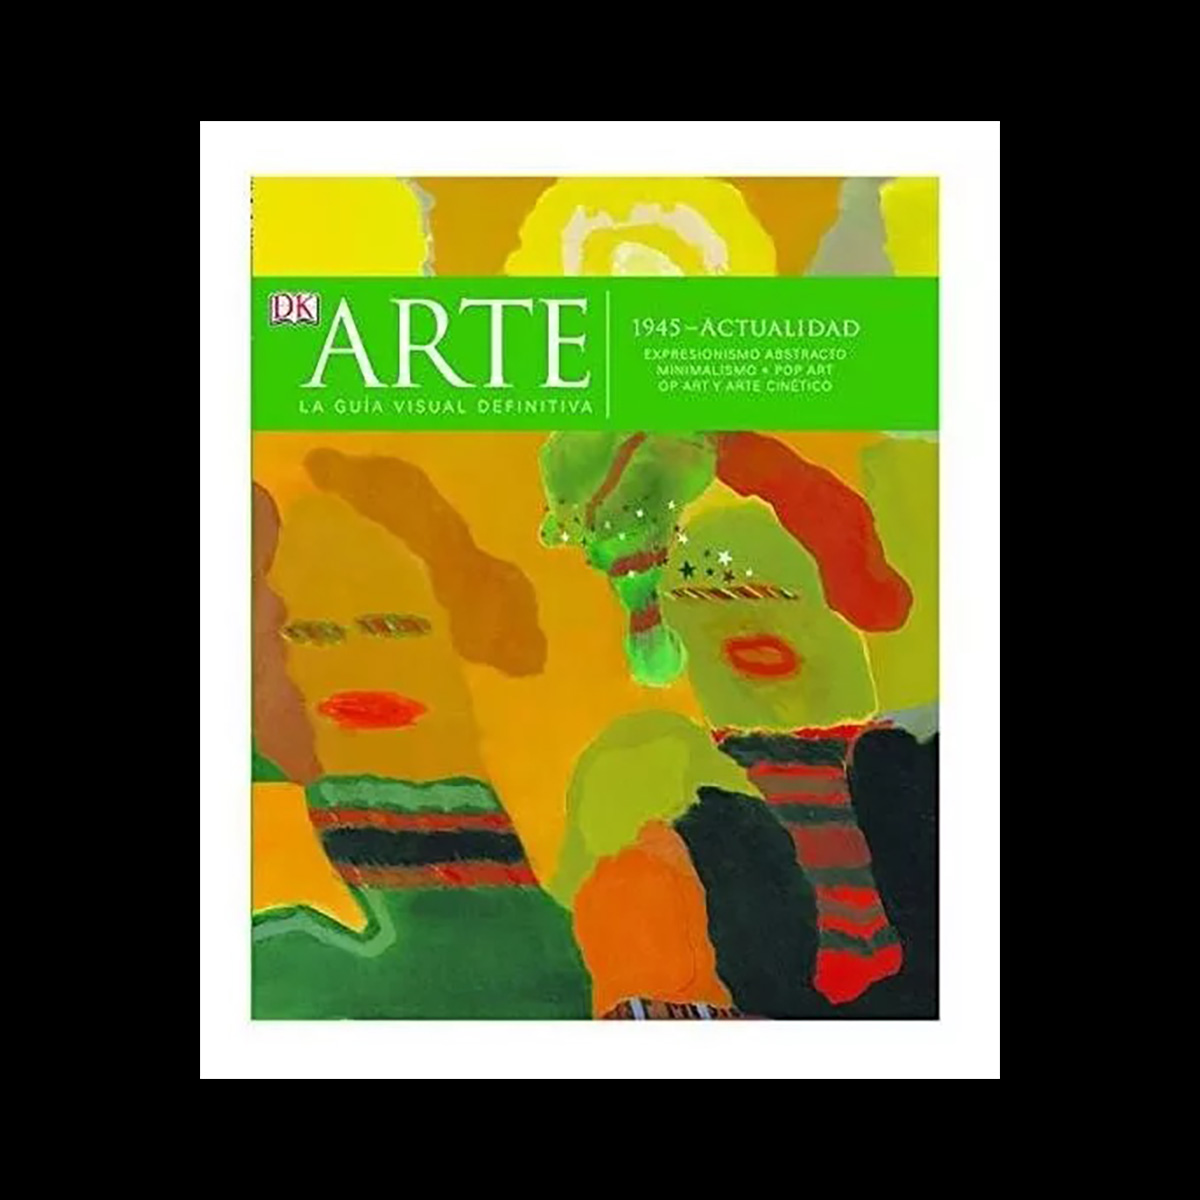 DK
ARTE
LA GUÍA VISUAL DEFINITIVA
1945–ACTUALIDAD
EXPRESIONISMO ABSTRACTO
MINIMALISMO • POP ART
OP ART Y ARTE CINÉTICO